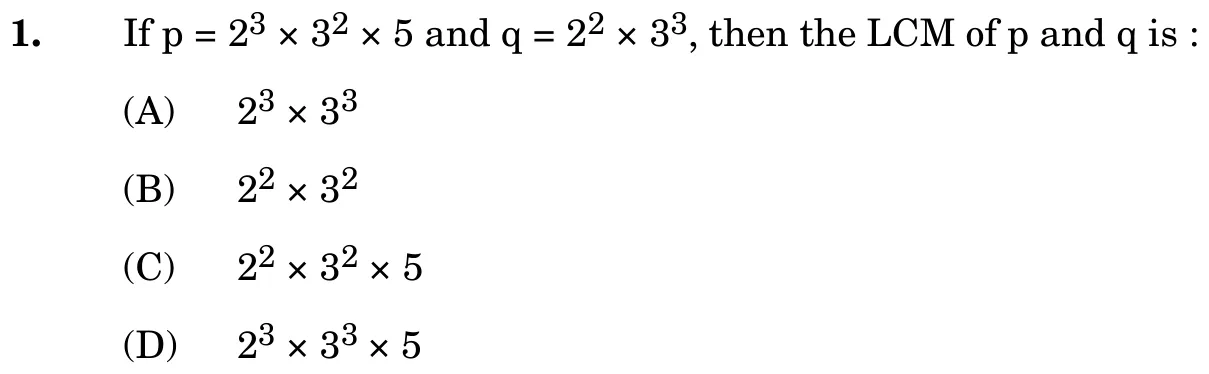 1. If p = 2³ × 3² × 5 and q = 2² × 3³, then the LCM of p and q is :
(A) 2³ × 3³
(B) 2² × 3²
(C) 2² × 3² × 5
(D) 2³ × 3³ × 5